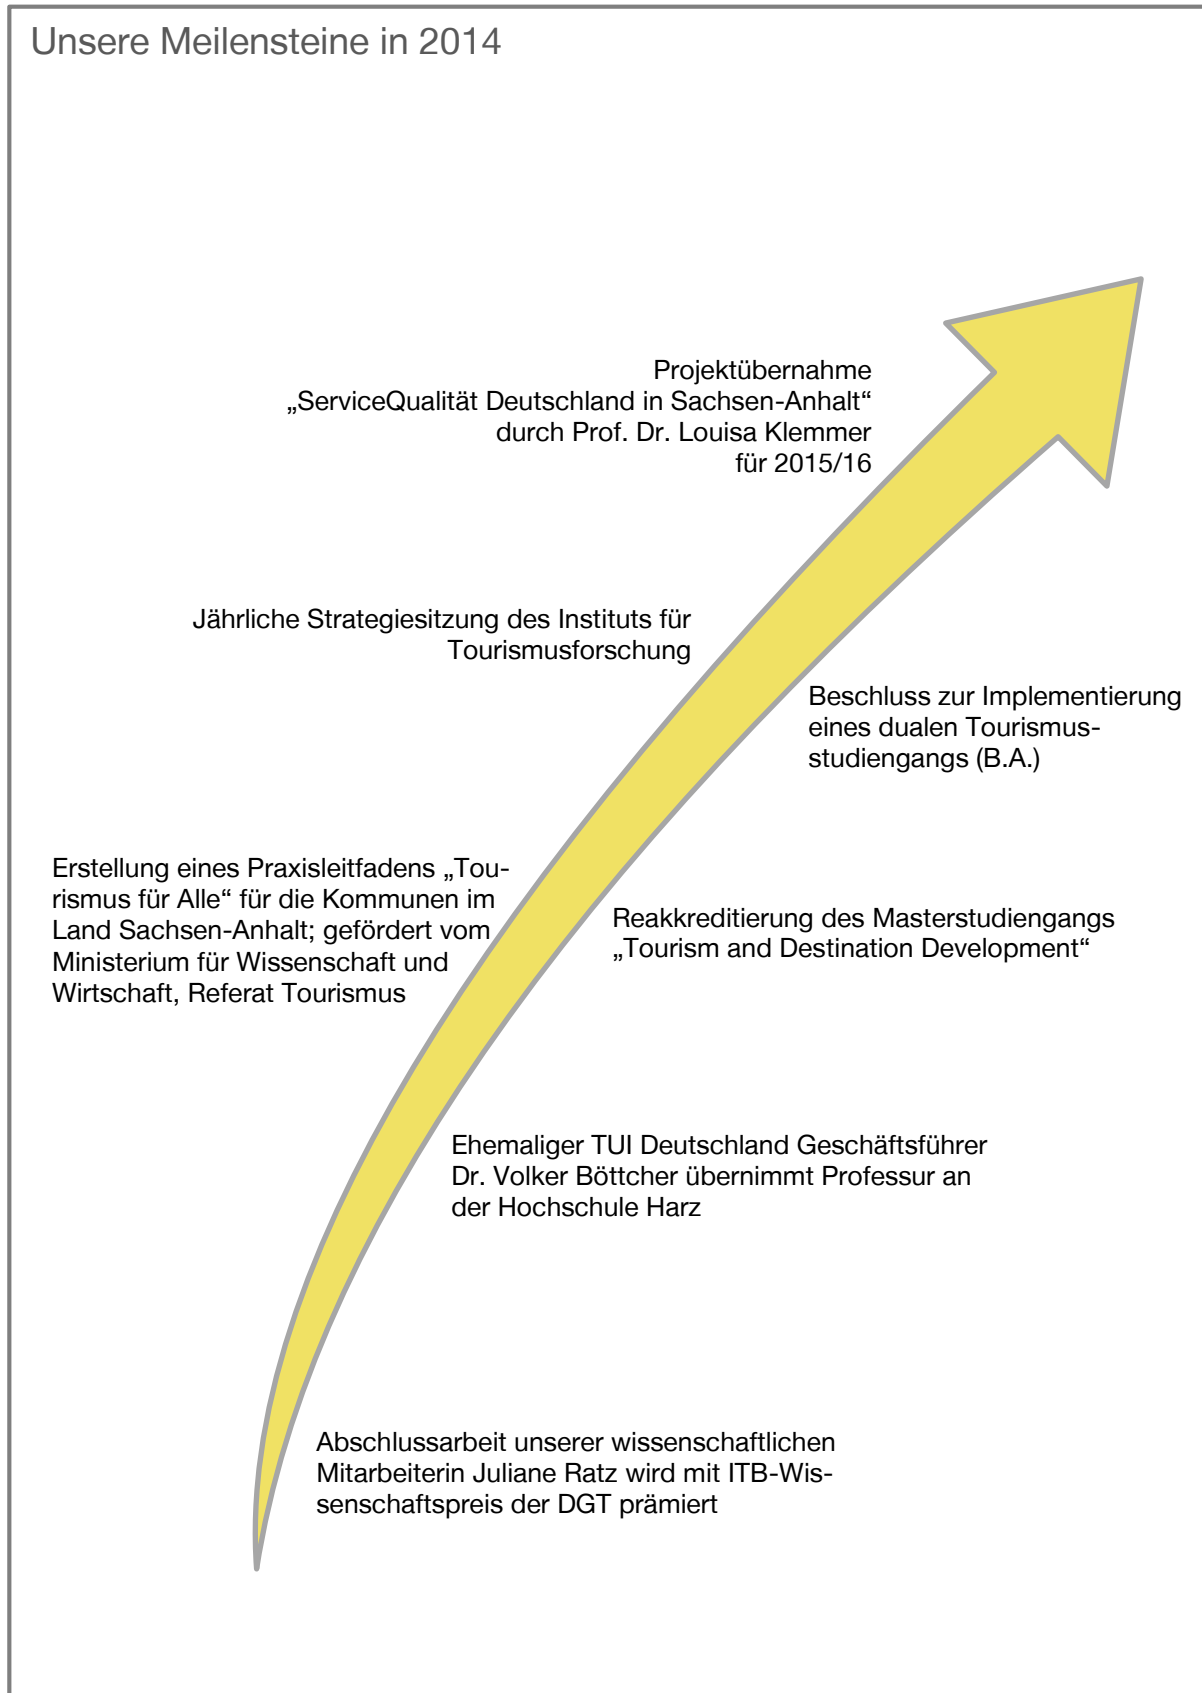 Unsere Meilensteine in 2014
Projektübernahme
„ServiceQualität Deutschland in Sachsen-Anhalt“
durch Prof. Dr. Louisa Klemmer
für 2015/16
Jährliche Strategiesitzung des Instituts für
Tourismusforschung
Beschluss zur Implementierung
eines dualen Tourismus-
studiengangs (B.A.)
Erstellung eines Praxisleitfadens „Tou-
rismus für Alle“ für die Kommunen im
Land Sachsen-Anhalt; gefördert vom
Ministerium für Wissenschaft und
Wirtschaft, Referat Tourismus
Reakkreditierung des Masterstudiengangs
„Tourism and Destination Development“
Ehemaliger TUI Deutschland Geschäftsführer
Dr. Volker Böttcher übernimmt Professur an
der Hochschule Harz
Abschlussarbeit unserer wissenschaftlichen
Mitarbeiterin Juliane Ratz wird mit ITB-Wis-
senschaftspreis der DGT prämiert